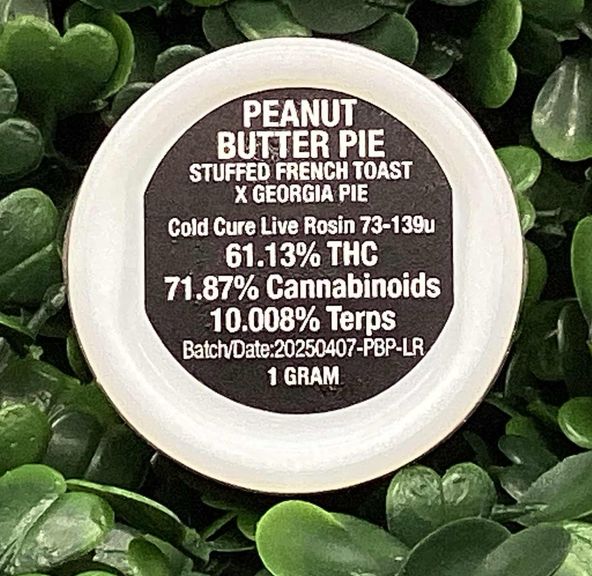 PEANUT
BUTTER PIE
STUFFED FRENCH TOAST
X GEORGIA PIE
Cold Cure Live Rosin 73-139u
61.13% THC
71.87% Cannabinoids
10.008% Terps
Batch/Date:20250407-PBP-LR
1 GRAM